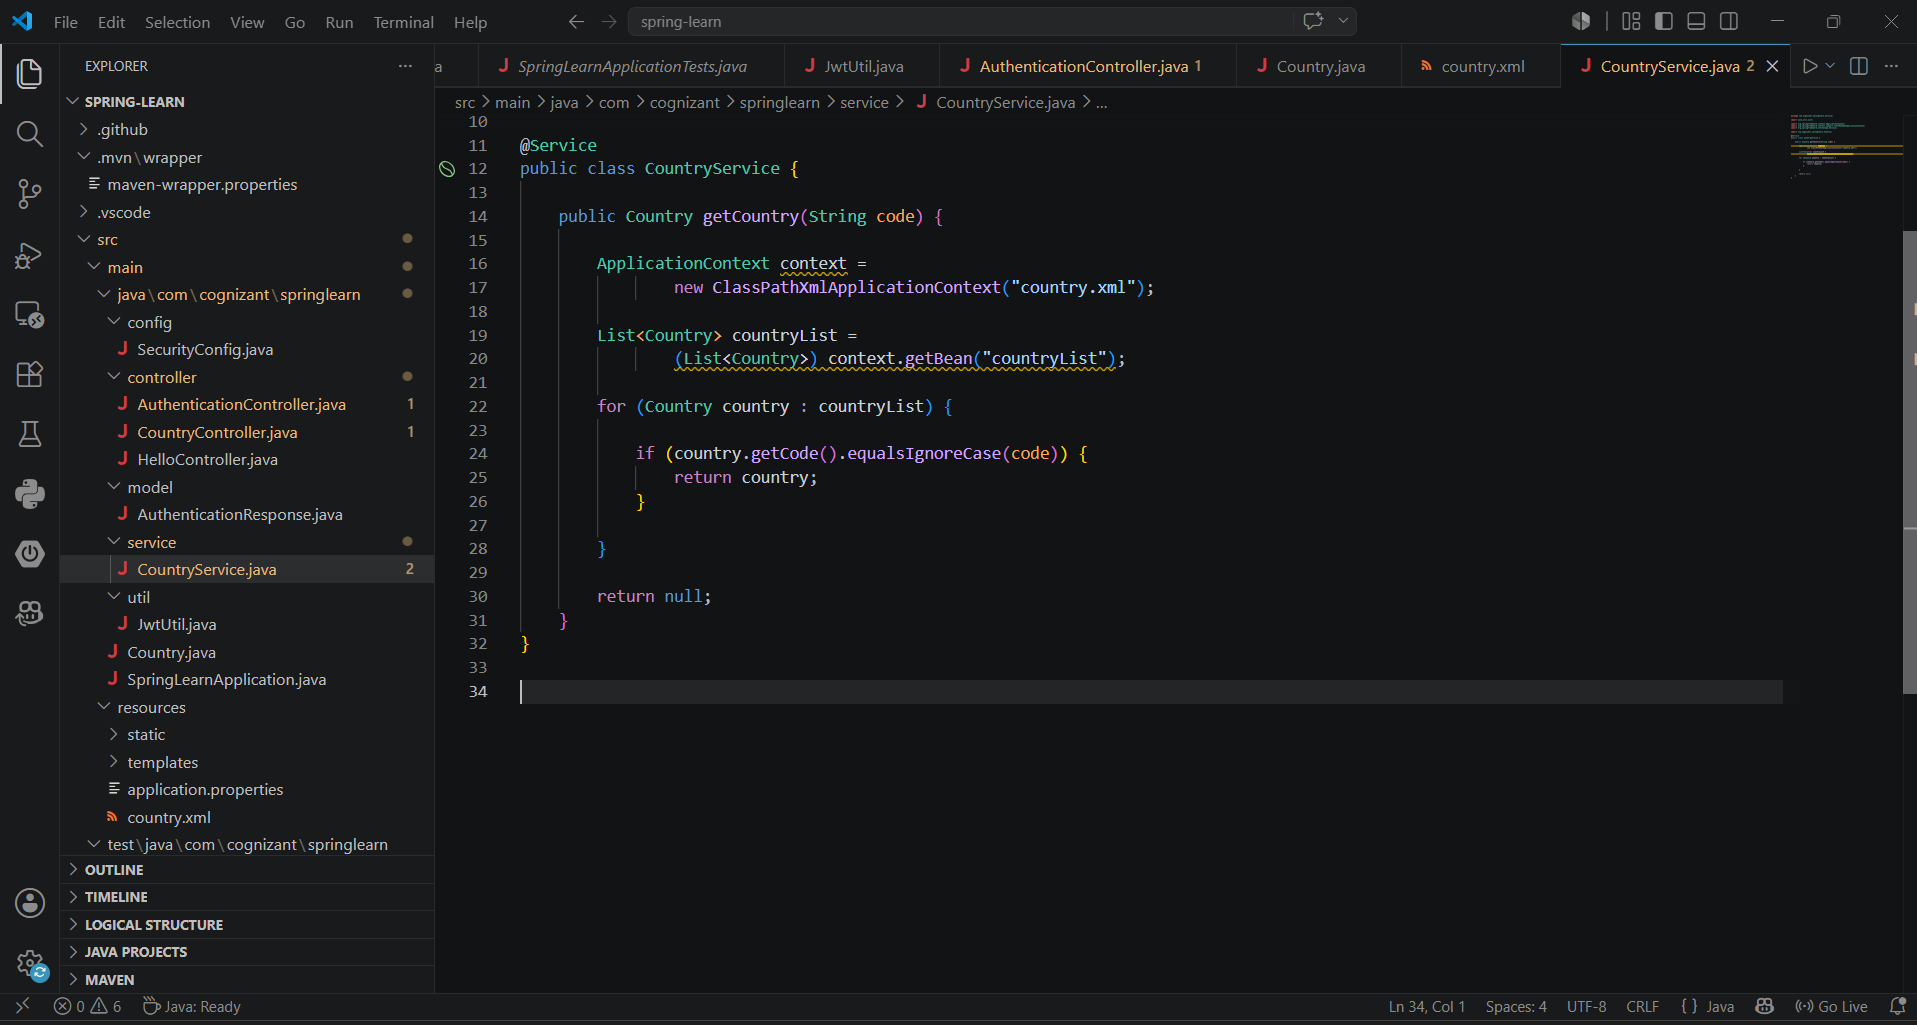 File Edit Selection View Go Run Terminal Help
spring-learn
EXPLORER
SPRING-LEARN
.github
.mvn\wrapper
maven-wrapper.properties
.vscode
src
main
java\com\cognizant\springlearn
config
SecurityConfig.java
controller
AuthenticationController.java 1
CountryController.java 1
HelloController.java
model
AuthenticationResponse.java
service
CountryService.java 2
util
JwtUtil.java
Country.java
SpringLearnApplication.java
resources
static
templates
application.properties
country.xml
test\java\com\cognizant\springlearn
OUTLINE
TIMELINE
LOGICAL STRUCTURE
JAVA PROJECTS
MAVEN
a SpringLearnApplicationTests.java JwtUtil.java AuthenticationController.java 1 Country.java country.xml CountryService.java 2
src > main > java > com > cognizant > springlearn > service > CountryService.java > ...
10
11 @Service
12 public class CountryService {
13
14 public Country getCountry(String code) {
15
16 ApplicationContext context =
17 new ClassPathXmlApplicationContext("country.xml");
18
19 List<Country> countryList =
20 (List<Country>) context.getBean("countryList");
21
22 for (Country country : countryList) {
23
24 if (country.getCode().equalsIgnoreCase(code)) {
25 return country;
26 }
27
28 }
29
30 return null;
31 }
32 }
33
34
0 6 Java: Ready
Ln 34, Col 1 Spaces: 4 UTF-8 CRLF { } Java Go Live